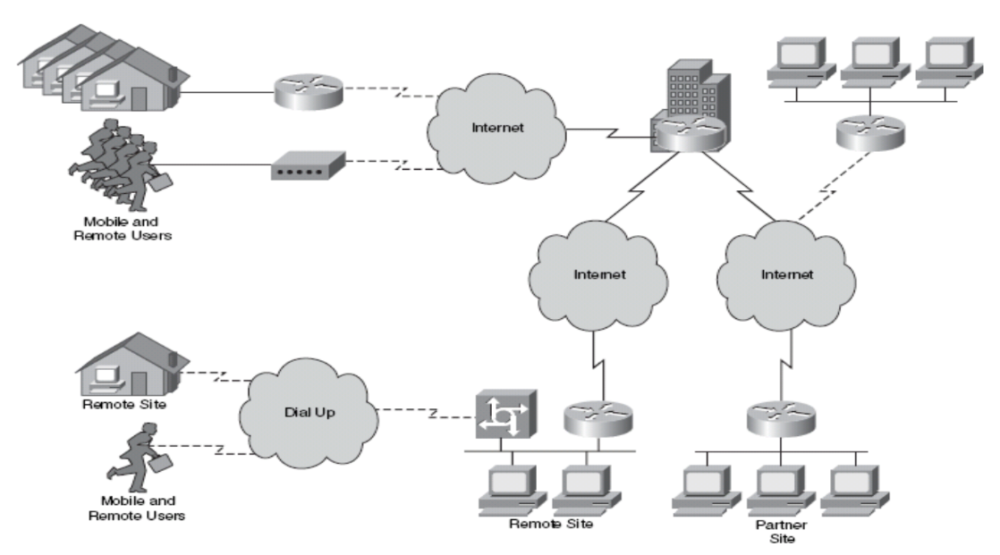 Internet
Mobile and
Remote Users
Internet
Internet
Remote Site
Dial Up
Mobile and
Remote Users
Remote Site
Partner
Site